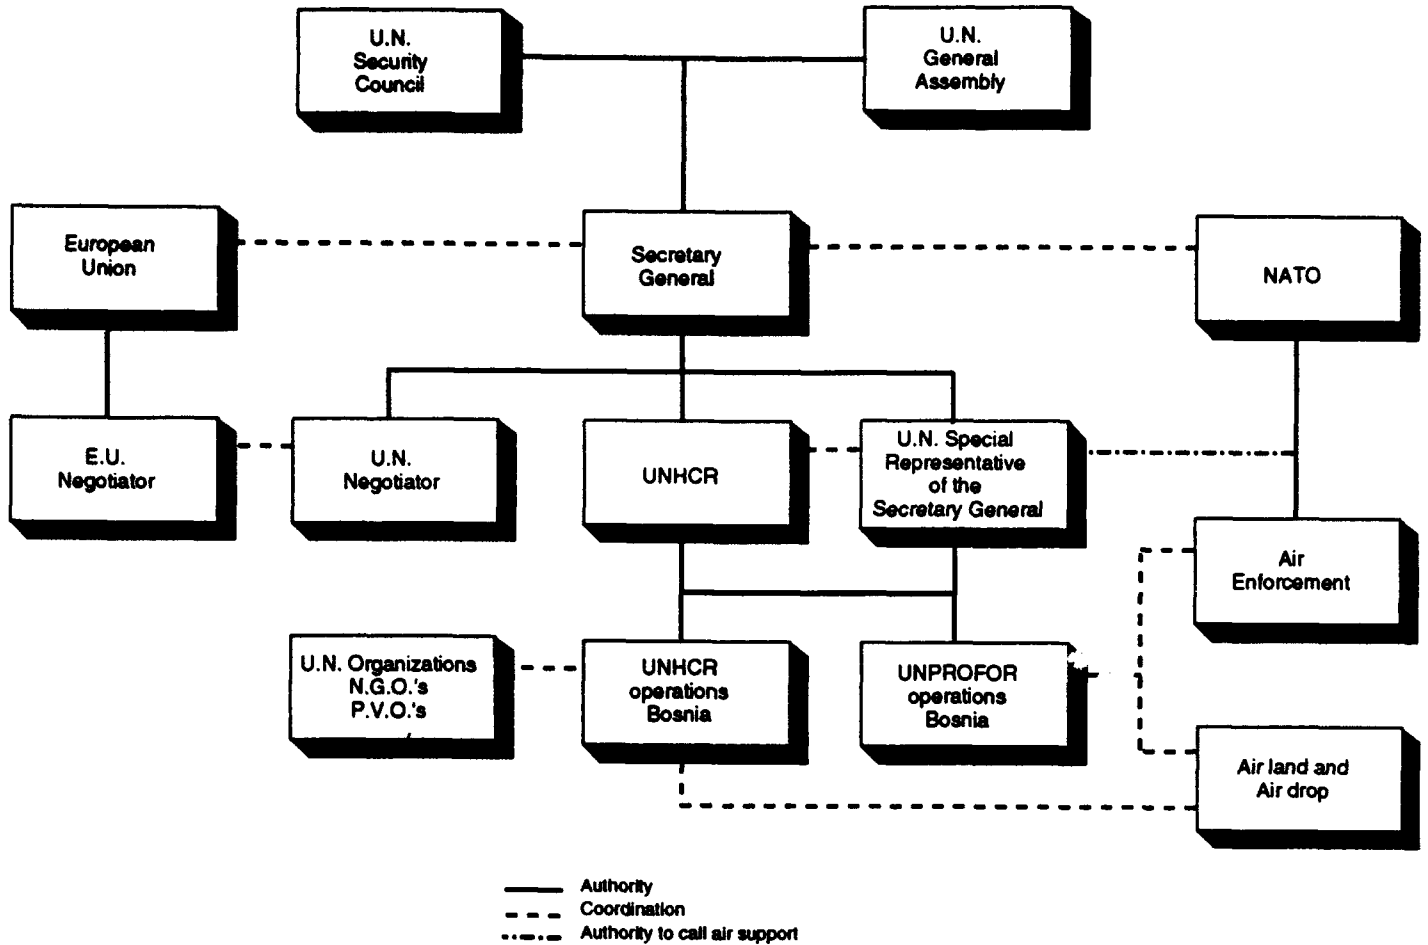 U.N.
Security
Council
U.N.
General
Assembly
European
Union
Secretary
General
NATO
E.U.
Negotiator
U.N.
Negotiator
UNHCR
U.N. Special
Representative
of the
Secretary General
Air
Enforcement
U.N. Organizations
N.G.O.'s
P.V.O.'s
UNHCR
operations
Bosnia
UNPROFOR
operations
Bosnia
Air land and
Air drop
Authority
Coordination
Authority to call air support